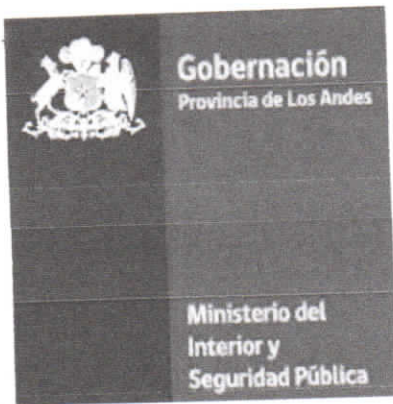 Gobernación
Provincia de Los Andes
Ministerio del
Interior y
Seguridad Pública